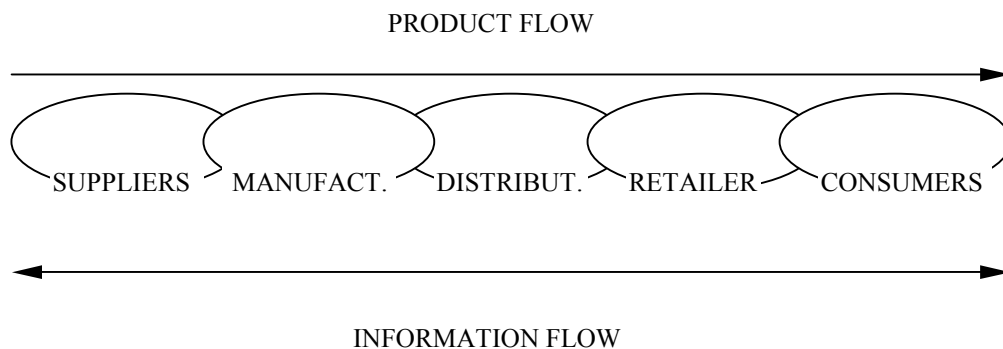 PRODUCT FLOW
SUPPLIERS MANUFACT. DISTRIBUT. RETAILER CONSUMERS
INFORMATION FLOW